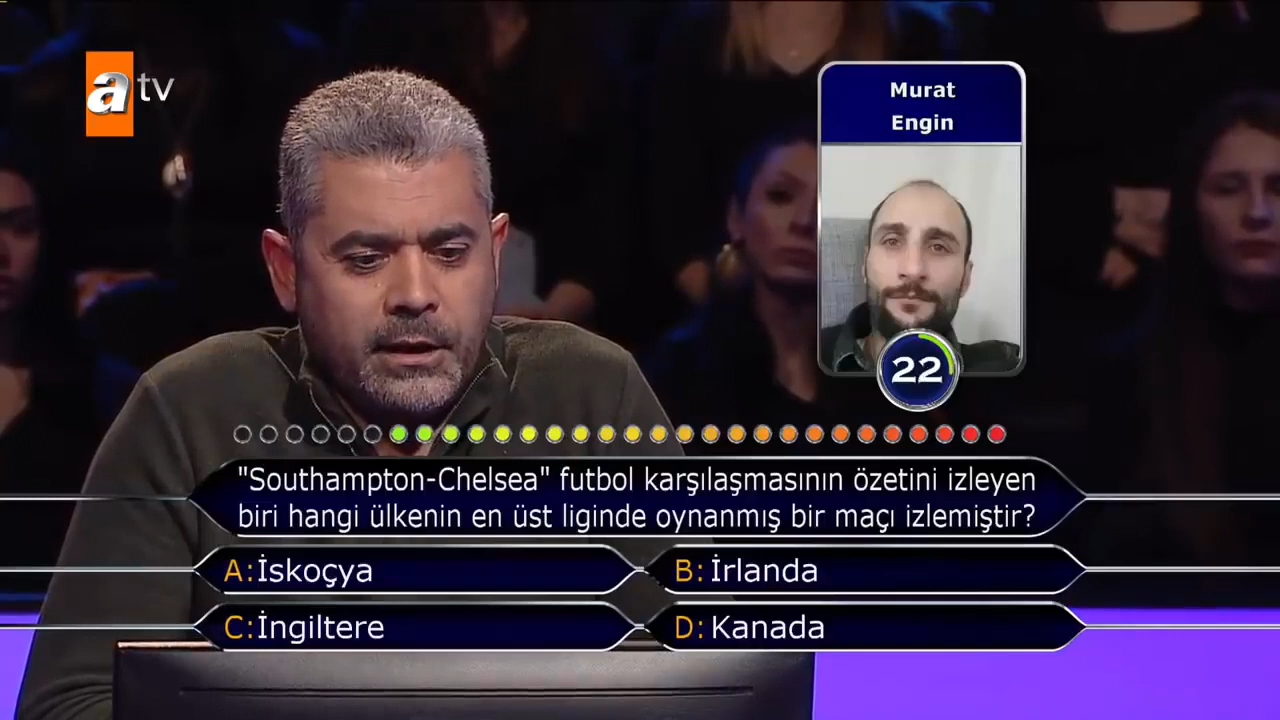 a tv
Murat
Engin
22
"Southampton-Chelsea" futbol karşılaşmasının özetini izleyen
biri hangi ülkenin en üst liginde oynanmış bir maçı izlemiştir?
A: İskoçya
B: İrlanda
C: İngiltere
D: Kanada